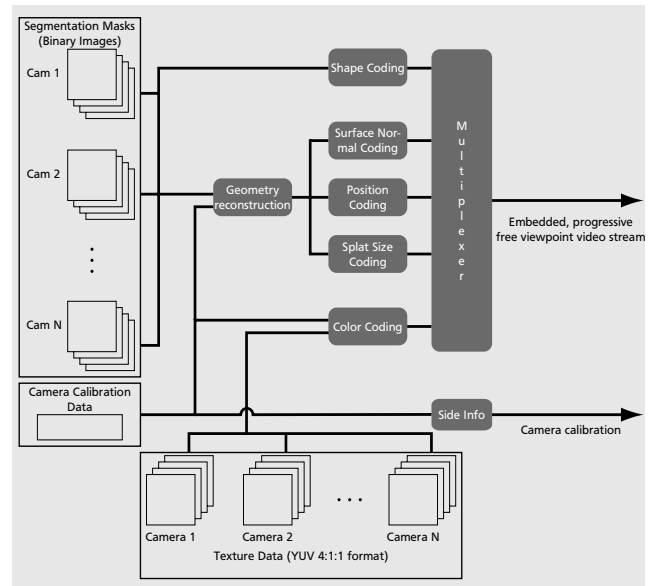 Segmentation Masks
(Binary Images)
Cam 1
Cam 2
Cam N
Shape Coding
Surface Nor-
mal Coding
Geometry
reconstruction
Position
Coding
Splat Size
Coding
Color Coding
Multiplexer
Embedded, progressive
free viewpoint video stream
Camera Calibration
Data
Side Info
Camera calibration
Camera 1
Camera 2
Camera N
Texture Data (YUV 4:1:1 format)